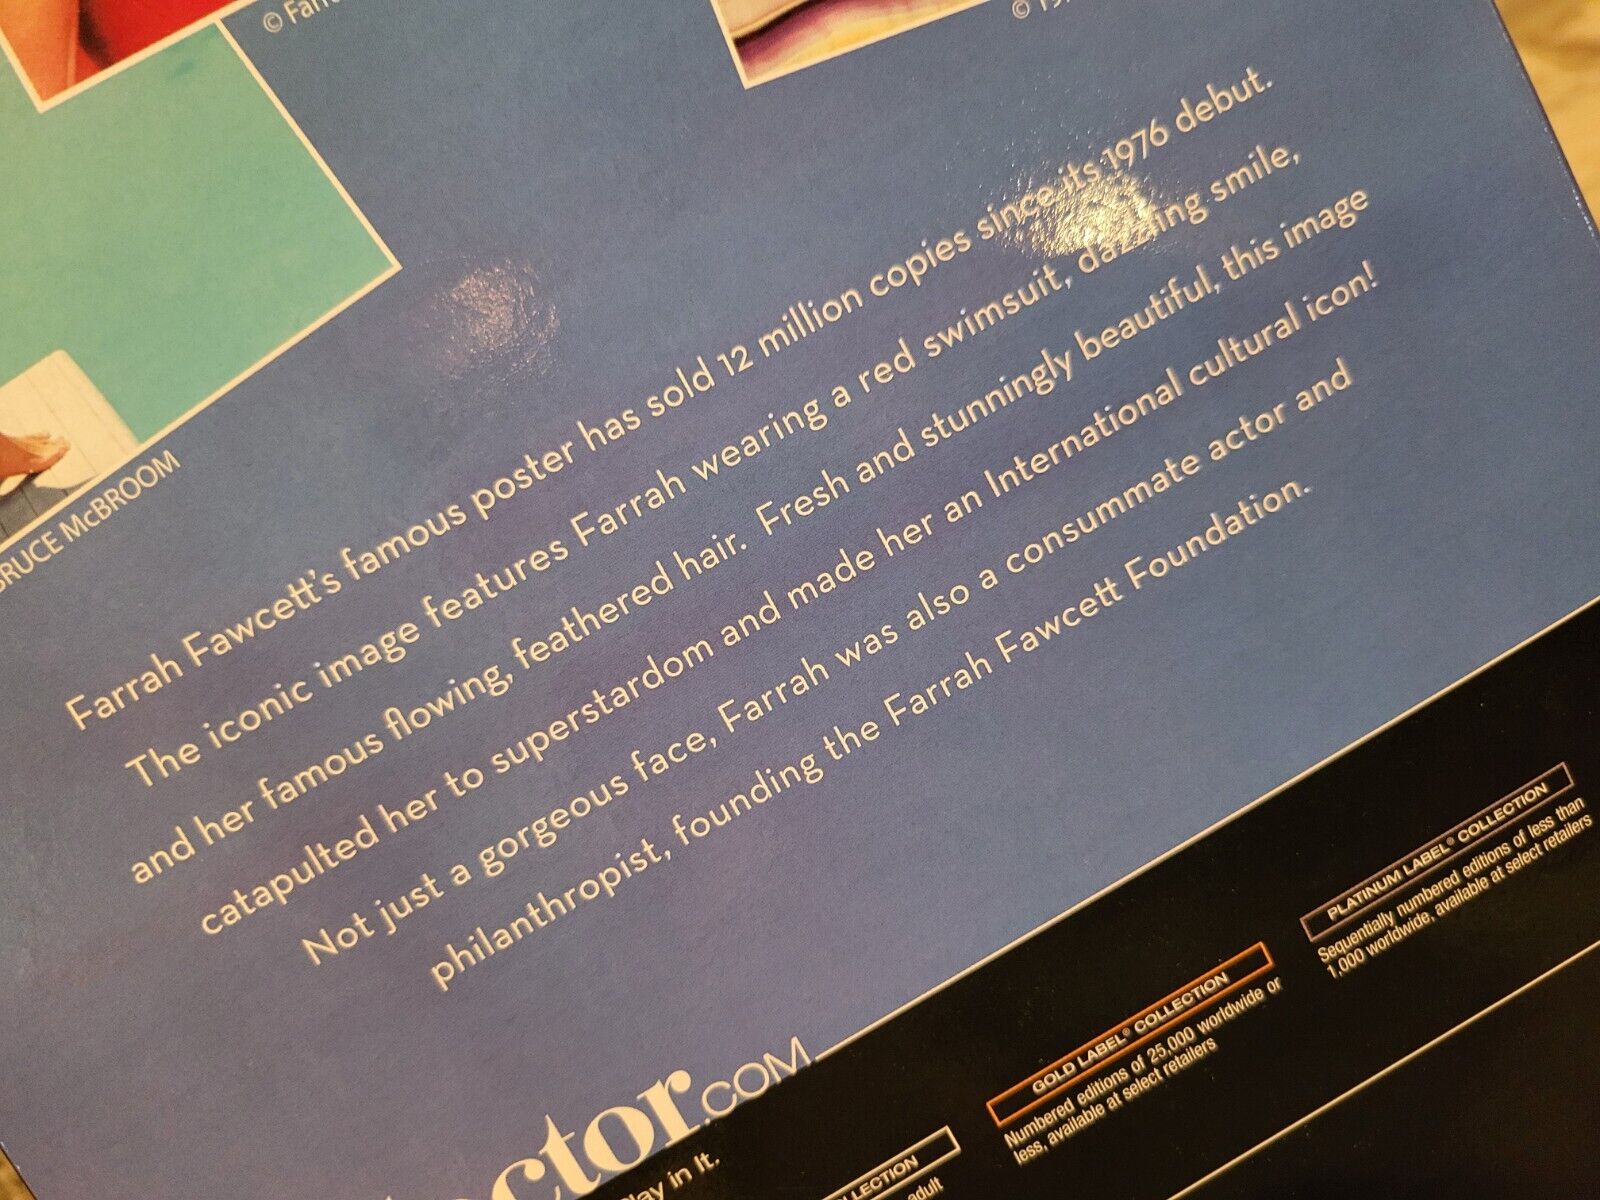 BRUCE McBROOM
Farrah Fawcett's famous poster has sold 12 million copies since its 1976 debut.
The iconic image features Farrah wearing a red swimsuit, dazzling smile,
and her famous flowing, feathered hair. Fresh and stunningly beautiful, this image
catapulted her to superstardom and made her an International cultural icon!
Not just a gorgeous face, Farrah was also a consummate actor and
philanthropist, founding the Farrah Fawcett Foundation.
ctor.COM
in It.
LLECTION
adult
GOLD LABEL® COLLECTION
Numbered editions of 25,000 worldwide or
less, available at select retailers
PLATINUM LABEL® COLLECTION
Sequentially numbered editions of less than
1,000 worldwide, available at select retailers